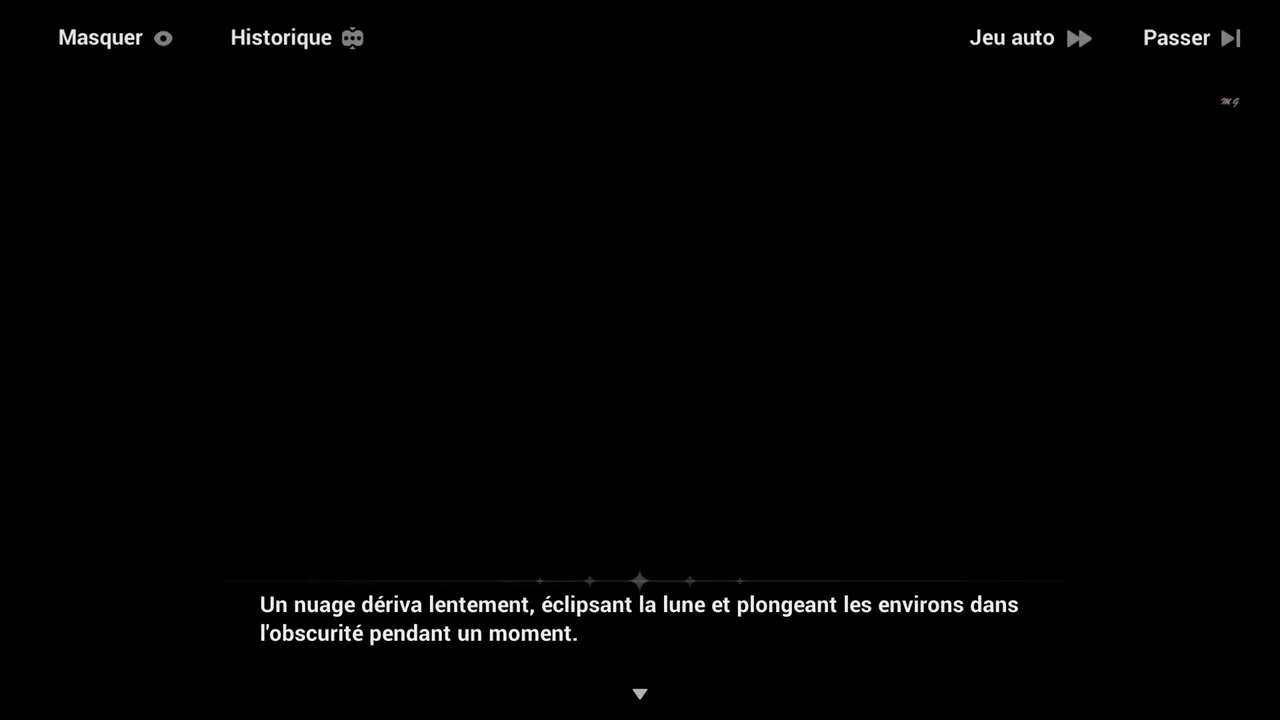 Masquer
Historique
Jeu auto
Passer
MG
Un nuage dériva lentement, éclipsant la lune et plongeant les environs dans
l'obscurité pendant un moment.